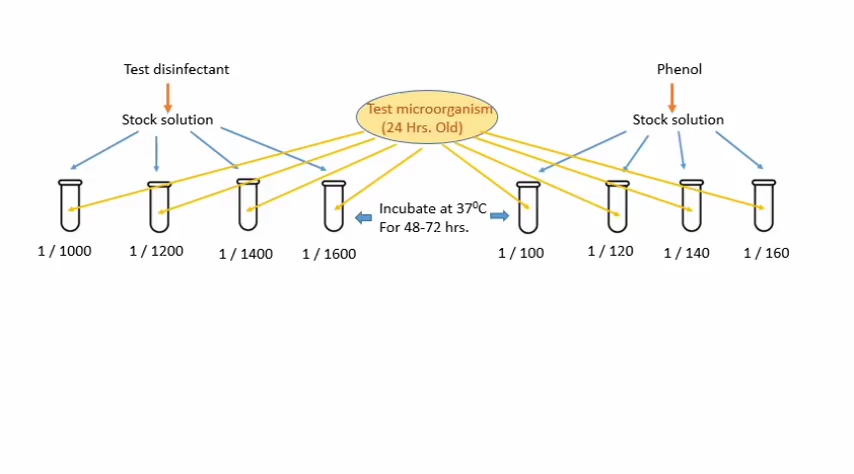 Test disinfectant
Phenol
Stock solution
Test microorganism
(24 Hrs. Old)
Stock solution
Incubate at 37⁰C
For 48-72 hrs.
1 / 1000
1 / 1200
1 / 1400
1 / 1600
1 / 100
1 / 120
1 / 140
1 / 160